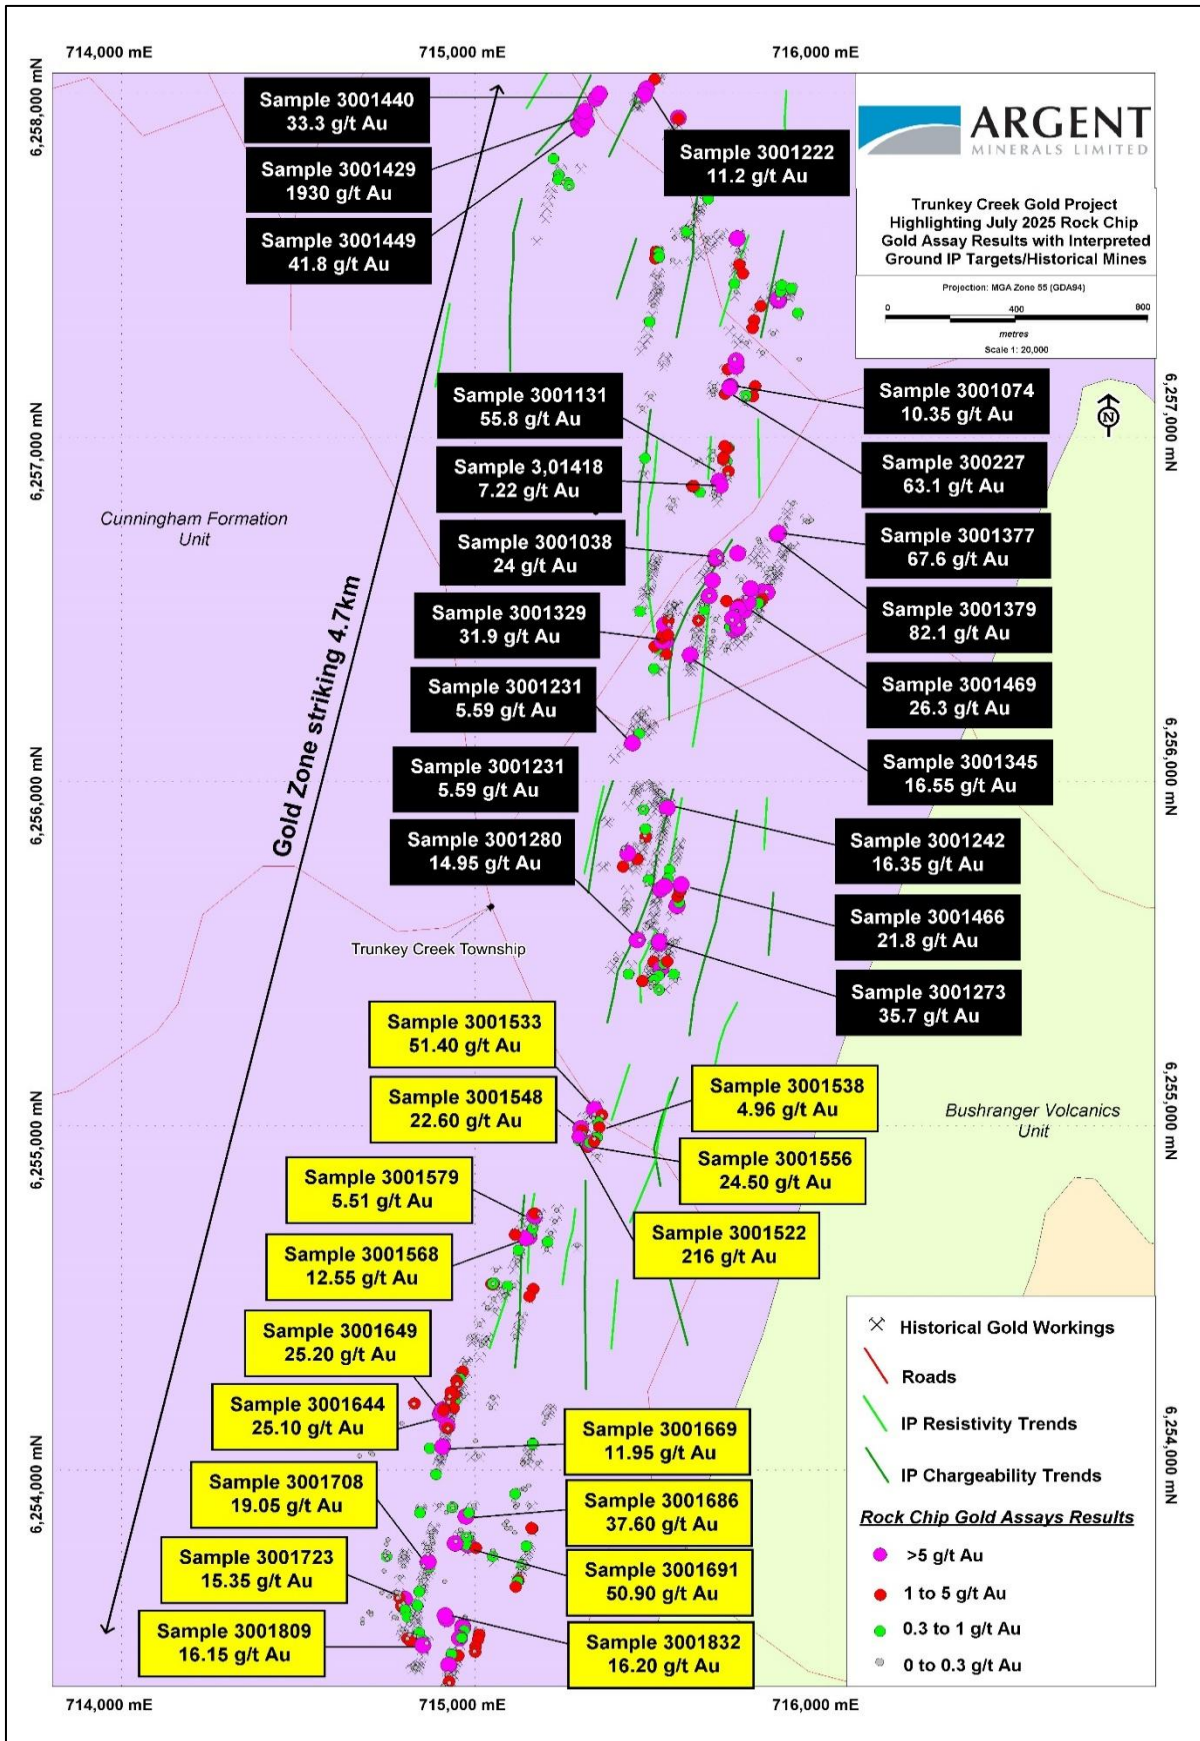 714,000 mE
715,000 mE
716,000 mE
6,258,000 mN
6,257,000 mN
6,256,000 mN
6,255,000 mN
6,254,000 mN
6,257,000 mN
6,256,000 mN
6,255,000 mN
6,254,000 mN
ARGENT
MINERALS LIMITED
Trunkey Creek Gold Project
Highlighting July 2025 Rock Chip
Gold Assay Results with Interpreted
Ground IP Targets/Historical Mines
Projection: MGA Zone 55 (GDA94)
0
400
800
metres
Scale 1: 20,000
N
Sample 3001440
33.3 g/t Au
Sample 3001429
1930 g/t Au
Sample 3001449
41.8 g/t Au
Sample 3001222
11.2 g/t Au
Sample 3001131
55.8 g/t Au
Sample 3,01418
7.22 g/t Au
Sample 3001038
24 g/t Au
Sample 3001329
31.9 g/t Au
Sample 3001231
5.59 g/t Au
Sample 3001231
5.59 g/t Au
Sample 3001280
14.95 g/t Au
Sample 3001074
10.35 g/t Au
Sample 300227
63.1 g/t Au
Sample 3001377
67.6 g/t Au
Sample 3001379
82.1 g/t Au
Sample 3001469
26.3 g/t Au
Sample 3001345
16.55 g/t Au
Sample 3001242
16.35 g/t Au
Sample 3001466
21.8 g/t Au
Sample 3001273
35.7 g/t Au
Cunningham Formation
Unit
Gold Zone striking 4.7km
Trunkey Creek Township
Bushranger Volcanics
Unit
Sample 3001533
51.40 g/t Au
Sample 3001548
22.60 g/t Au
Sample 3001538
4.96 g/t Au
Sample 3001556
24.50 g/t Au
Sample 3001522
216 g/t Au
Sample 3001579
5.51 g/t Au
Sample 3001568
12.55 g/t Au
Sample 3001649
25.20 g/t Au
Sample 3001644
25.10 g/t Au
Sample 3001669
11.95 g/t Au
Sample 3001708
19.05 g/t Au
Sample 3001686
37.60 g/t Au
Sample 3001723
15.35 g/t Au
Sample 3001691
50.90 g/t Au
Sample 3001809
16.15 g/t Au
Sample 3001832
16.20 g/t Au
Historical Gold Workings
Roads
IP Resistivity Trends
IP Chargeability Trends
Rock Chip Gold Assays Results
>5 g/t Au
1 to 5 g/t Au
0.3 to 1 g/t Au
0 to 0.3 g/t Au
714,000 mE
715,000 mE
716,000 mE